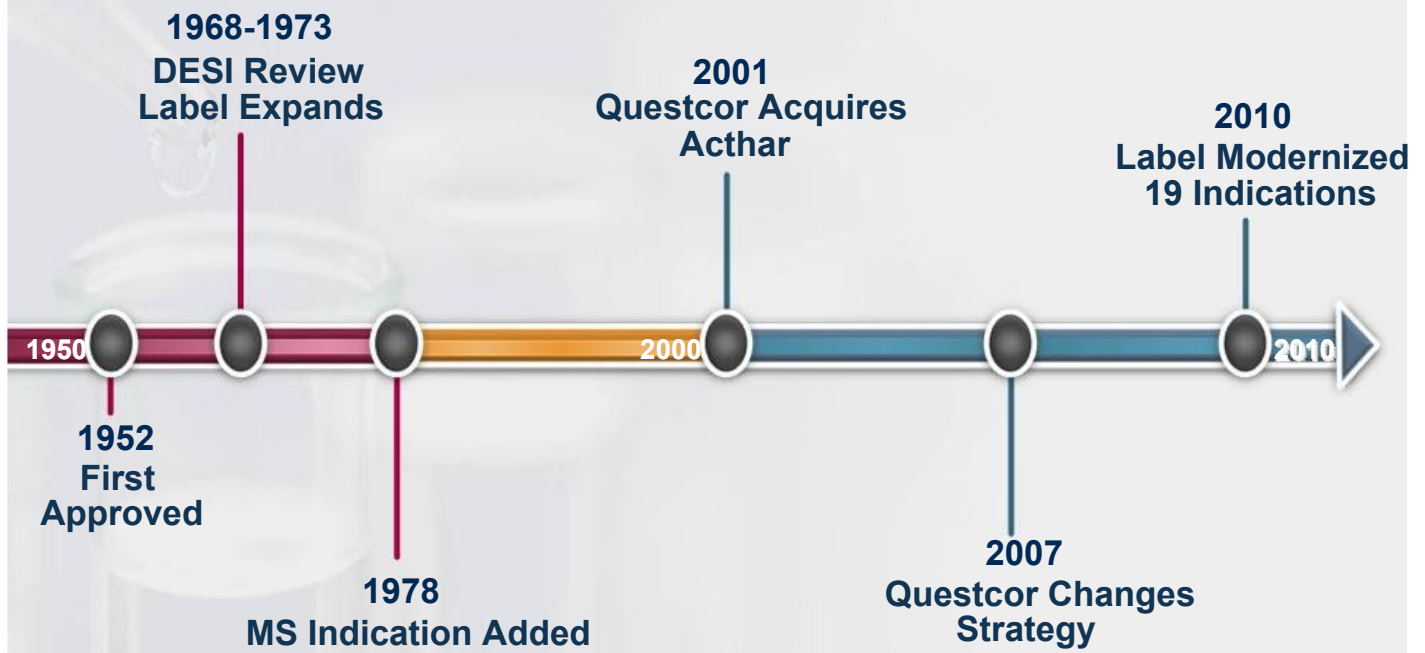 1968-1973
DESI Review
Label Expands
2001
Questcor Acquires
Acthar
2010
Label Modernized
19 Indications
1950
2000
2010
1952
First
Approved
1978
MS Indication Added
2007
Questcor Changes
Strategy